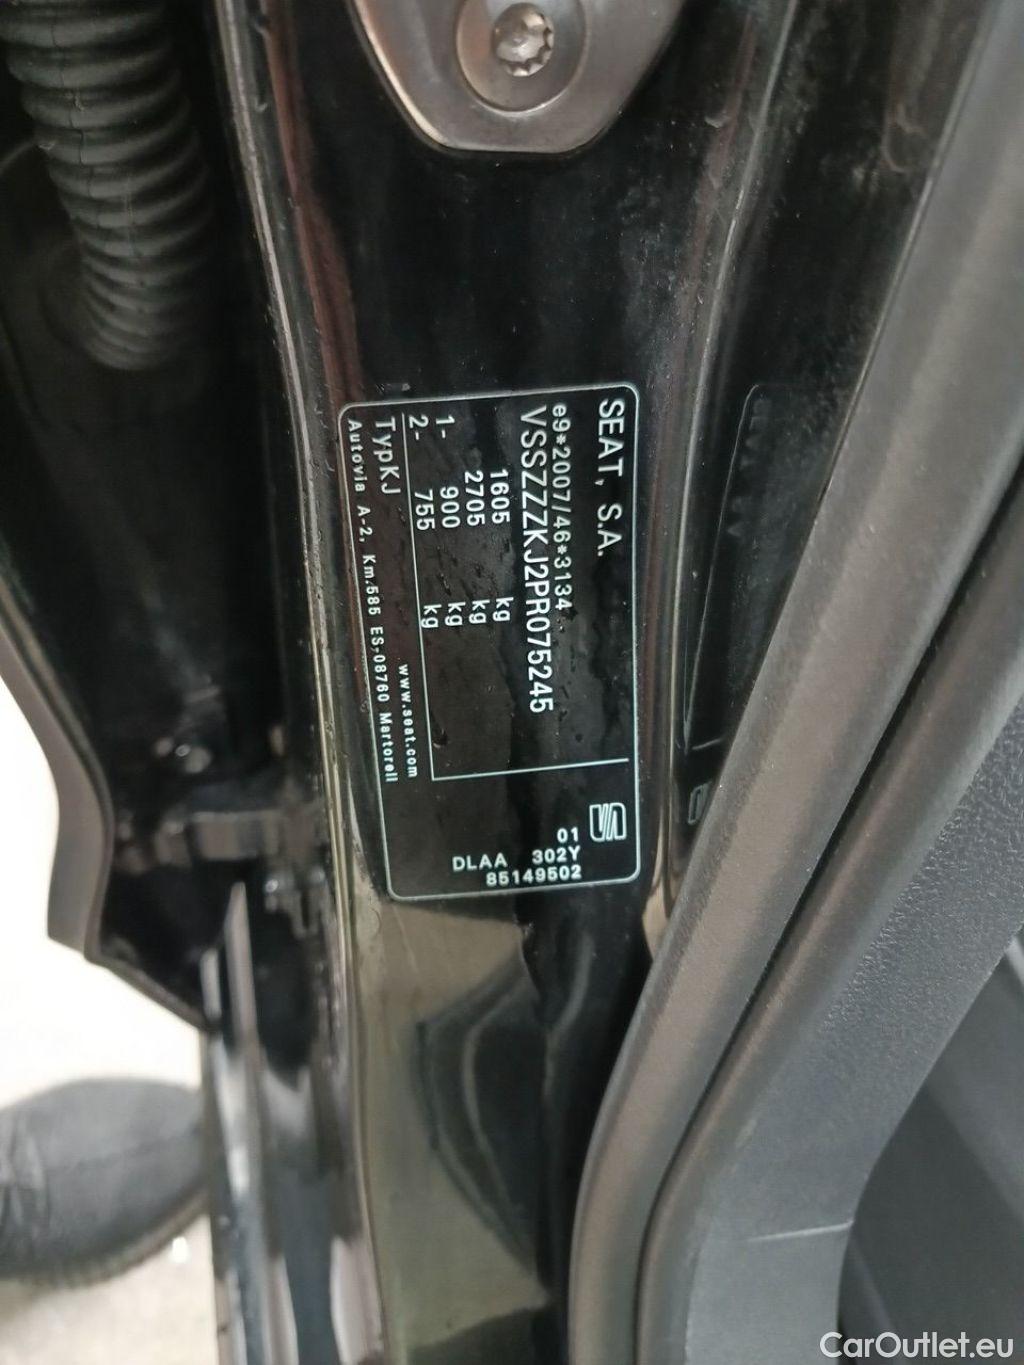 SEAT, S.A.
e9*2007/46*3134
VSSZZZKJ2PR075245
1605 kg
2705 kg
1- 900 kg
2- 755 kg
TypKJ
www.seat.com
Autovia A-2, Km.585 ES-08760 Martorell
01
DLAA 302Y
85149502
CarOutlet.eu